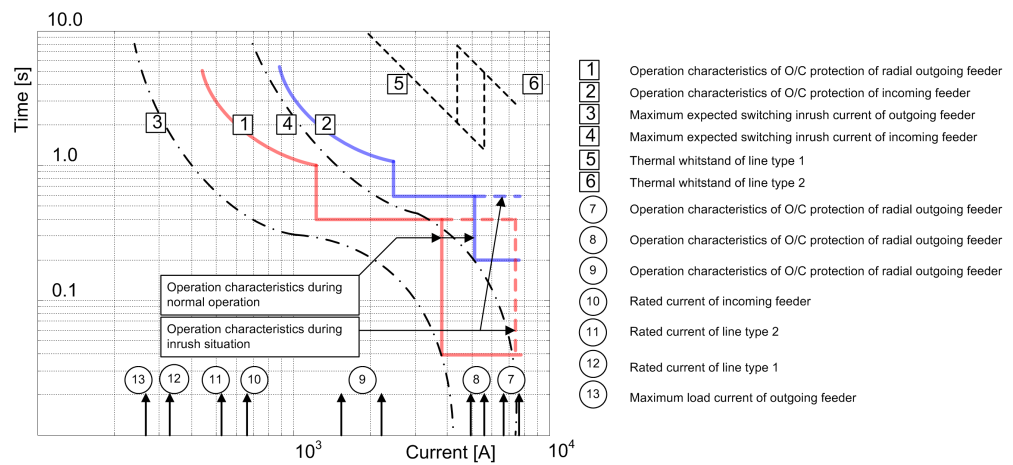 10.0
Time [s]
1.0
0.1
3
1
4
2
5
6
Operation characteristics during
normal operation
Operation characteristics during
inrush situation
13
12
11
10
9
8
7
10³
Current [A]
10⁴
1 Operation characteristics of O/C protection of radial outgoing feeder
2 Operation characteristics of O/C protection of incoming feeder
3 Maximum expected switching inrush current of outgoing feeder
4 Maximum expected switching inrush current of incoming feeder
5 Thermal whitstand of line type 1
6 Thermal whitstand of line type 2
7 Operation characteristics of O/C protection of radial outgoing feeder
8 Operation characteristics of O/C protection of radial outgoing feeder
9 Operation characteristics of O/C protection of radial outgoing feeder
10 Rated current of incoming feeder
11 Rated current of line type 2
12 Rated current of line type 1
13 Maximum load current of outgoing feeder